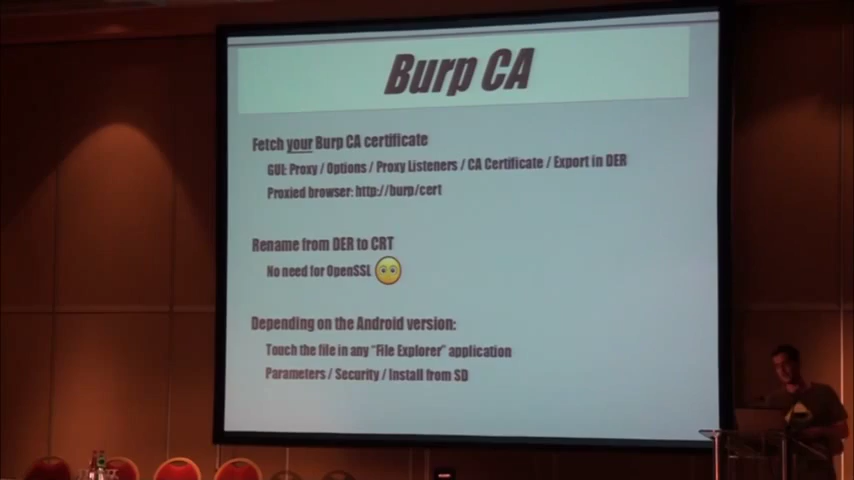 Burp CA
Fetch your Burp CA certificate
GUI: Proxy / Options / Proxy Listeners / CA Certificate / Export in DER
Proxied browser: http://burp/cert
Rename from DER to CRT
No need for OpenSSL
Depending on the Android version:
Touch the file in any “File Explorer” application
Parameters / Security / Install from SD